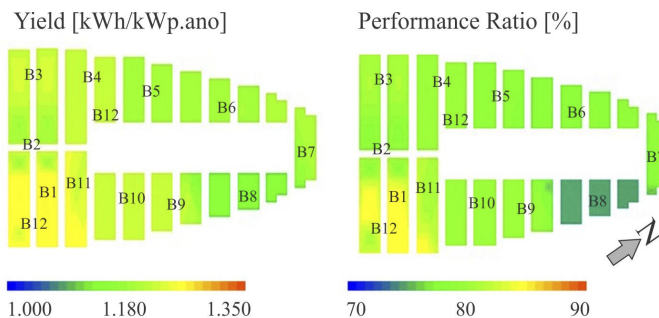 Yield [kWh/kWp.ano]
B3
B4
B5
B12
B6
B2
B7
B1
B11
B10
B9
B8
B12
1.000
1.180
1.350
Performance Ratio [%]
B3
B4
B5
B12
B6
B2
B7
B1
B11
B10
B9
B8
B12
N
70
80
90